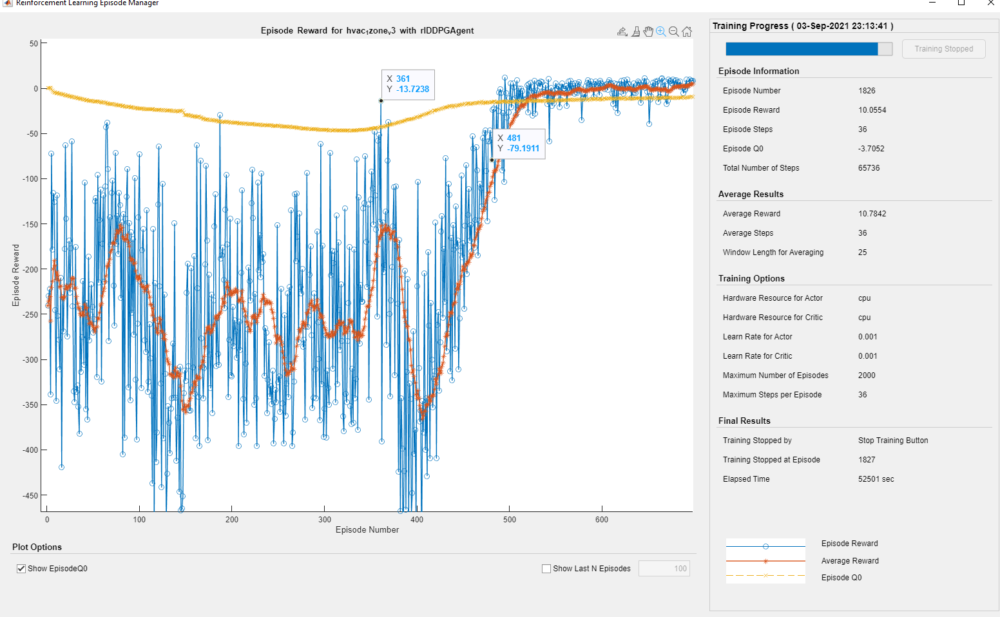 Reinforcement Learning Episode Manager
Episode Reward for hvac₁zoneᵥ3 with rlDDPGAgent
50
0
-50
-100
-150
-200
-250
-300
-350
-400
-450
Episode Reward
X 361
Y -13.7238
X 481
Y -79.1911
0 100 200 300 400 500 600
Episode Number
Plot Options
Show EpisodeQ0
Show Last N Episodes 100
Training Progress ( 03-Sep-2021 23:13:41 )
Training Stopped
Episode Information
Episode Number 1826
Episode Reward 10.0554
Episode Steps 36
Episode Q0 -3.7052
Total Number of Steps 65736
Average Results
Average Reward 10.7842
Average Steps 36
Window Length for Averaging 25
Training Options
Hardware Resource for Actor cpu
Hardware Resource for Critic cpu
Learn Rate for Actor 0.001
Learn Rate for Critic 0.001
Maximum Number of Episodes 2000
Maximum Steps per Episode 36
Final Results
Training Stopped by Stop Training Button
Training Stopped at Episode 1827
Elapsed Time 52501 sec
Episode Reward
Average Reward
Episode Q0